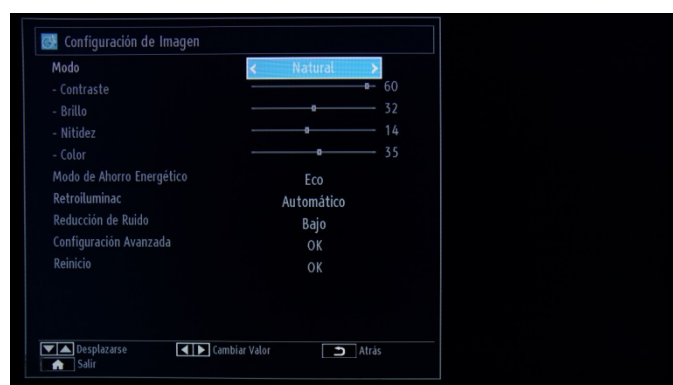 Configuración de Imagen
Modo Natural
- Contraste 60
- Brillo 32
- Nitidez 14
- Color 35
Modo de Ahorro Energético Eco
Retroiluminac Automático
Reducción de Ruido Bajo
Configuración Avanzada OK
Reinicio OK
Desplazarse Cambiar Valor Atrás
Salir